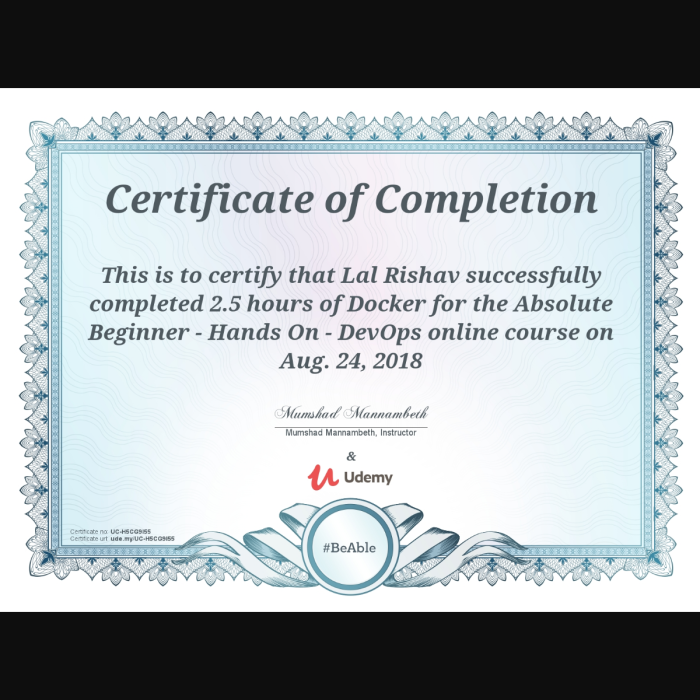 Certificate of Completion
This is to certify that Lal Rishav successfully
completed 2.5 hours of Docker for the Absolute
Beginner - Hands On - DevOps online course on
Aug. 24, 2018
Mumshad Mannambeth
Mumshad Mannambeth, Instructor
&
Udemy
Certificate no: UC-H5CG9I55
Certificate url: ude.my/UC-H5CG9I55
#BeAble